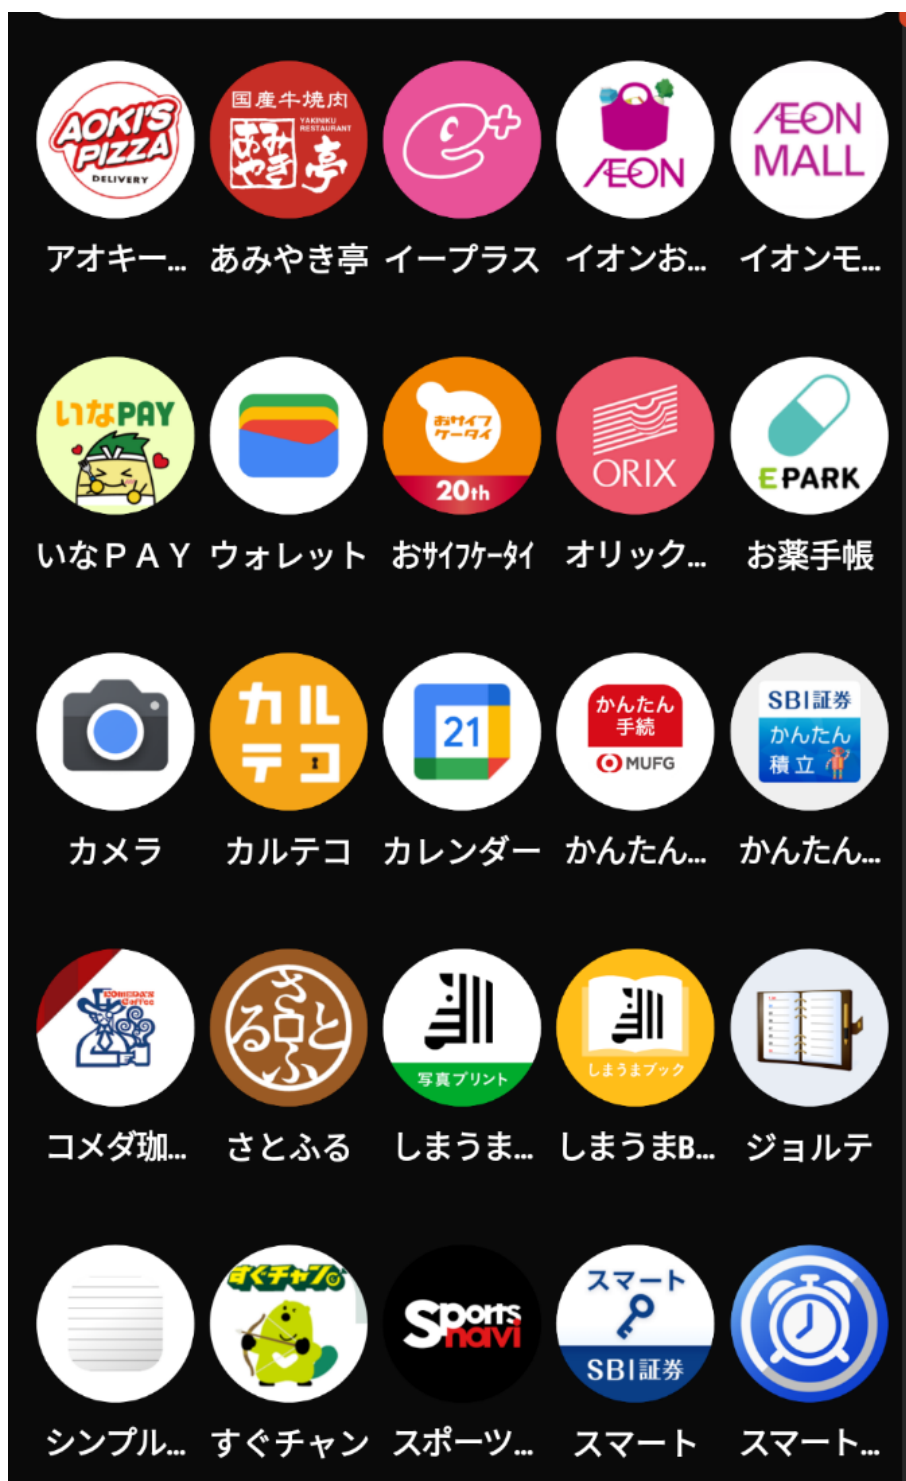 AOKI'S
PIZZA
DELIVERY
国産牛焼肉
YAKINIKU
RESTAURANT
あみ
やき
亭
e+
ÆON
ÆON
MALL
アオキー...
あみやき亭
イープラス
イオンお...
イオンモ...
いなPAY
おサイフ
ケータイ
20th
ORIX
EPARK
いなＰＡＹ
ウォレット
おｻｲﾌｹｰﾀｲ
オリック...
お薬手帳
カル
テコ
21
かんたん
手続
MUFG
SBI証券
かんたん
積立
カメラ
カルテコ
カレンダー
かんたん...
かんたん...
KOMEDA'S
Coffee
さとふる
写真プリント
しまうまブック
コメダ珈...
さとふる
しまうま...
しまうまB...
ジョルテ
すぐチャン
Sports
navi
スマート
SBI証券
シンプル...
すぐチャン
スポーツ...
スマート
スマート...